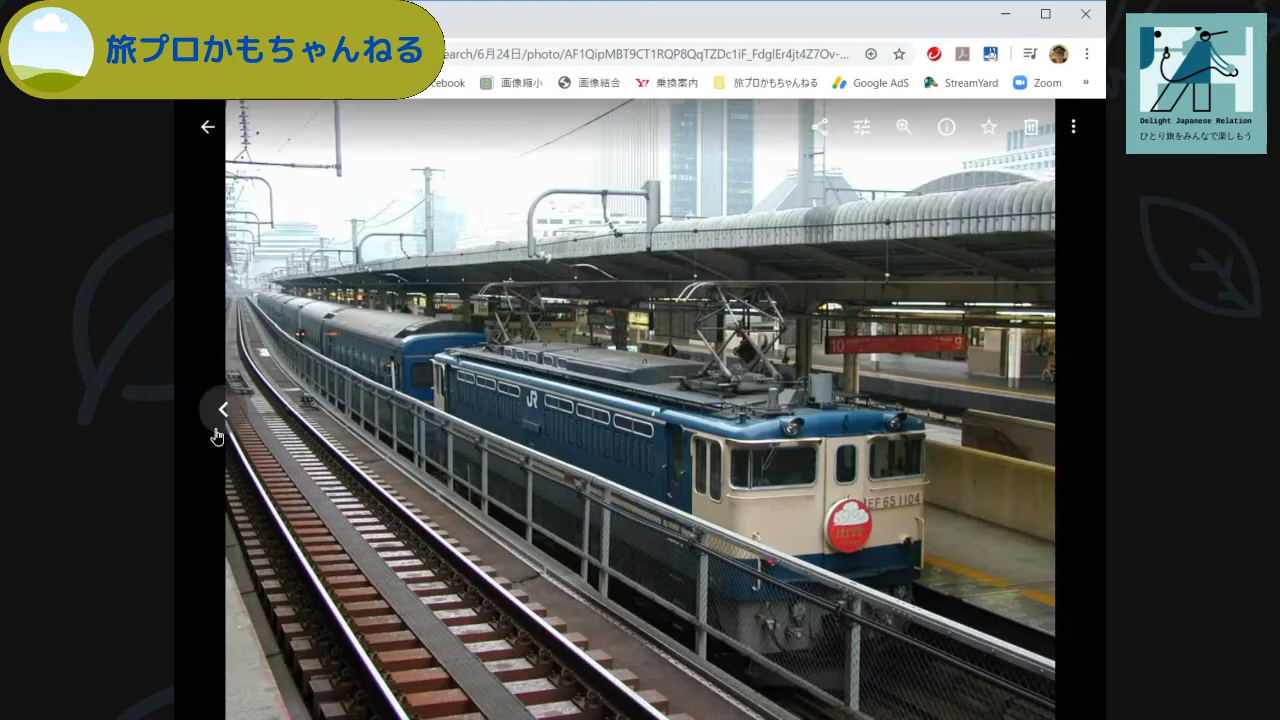 旅プロかもちゃんねる
earch/6月24日/photo/AF1QipMBT9CT1RQP8QqTZDc1iF_FdglEr4jt4Z7Ov-...
cebook
画像縮小
画像結合
Y!
乗換案内
旅プロかもちゃんねる
Google AdS
StreamYard
Zoom
»
Delight Japanese Relation
ひとり旅をみんなで楽しもう
10
9
JR
EF651104